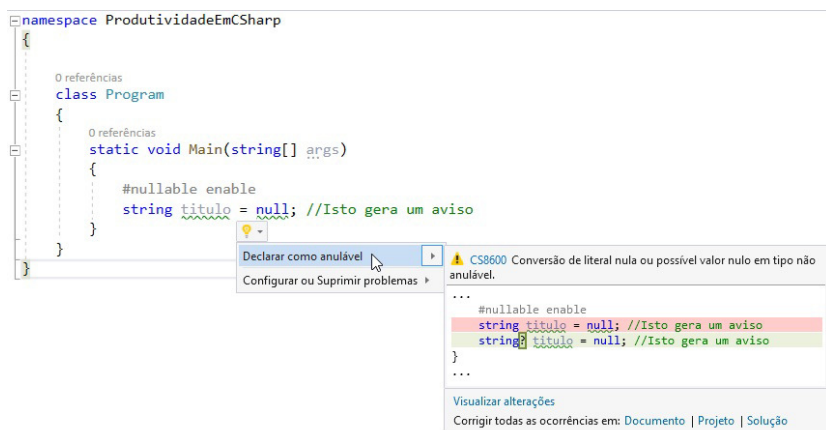 namespace ProdutividadeEmCSharp
{
0 referências
class Program
{
0 referências
static void Main(string[] args)
{
#nullable enable
string titulo = null; //Isto gera um aviso
}
}
}
Declarar como anulável
Configurar ou Suprimir problemas
CS8600 Conversão de literal nula ou possível valor nulo em tipo não
anulável.
...
#nullable enable
string titulo = null; //Isto gera um aviso
string? titulo = null; //Isto gera um aviso
}
...
Visualizar alterações
Corrigir todas as ocorrências em: Documento | Projeto | Solução